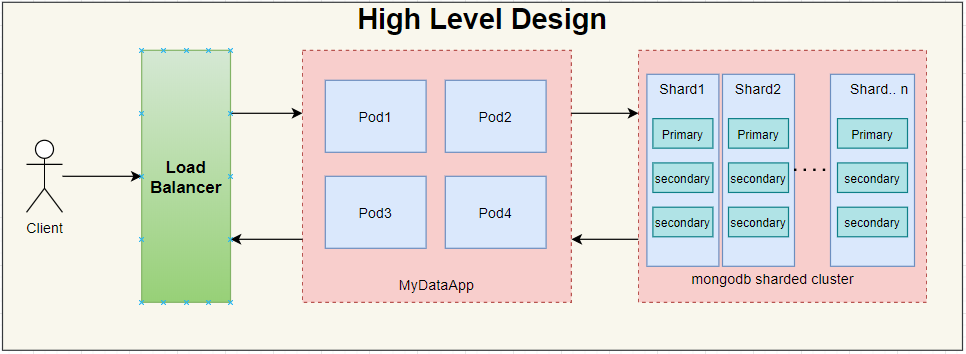 High Level Design
Client
Load
Balancer
Pod1
Pod2
Pod3
Pod4
MyDataApp
Shard1
Primary
secondary
secondary
Shard2
Primary
secondary
secondary
. . . .
Shard.. n
Primary
secondary
secondary
mongodb sharded cluster